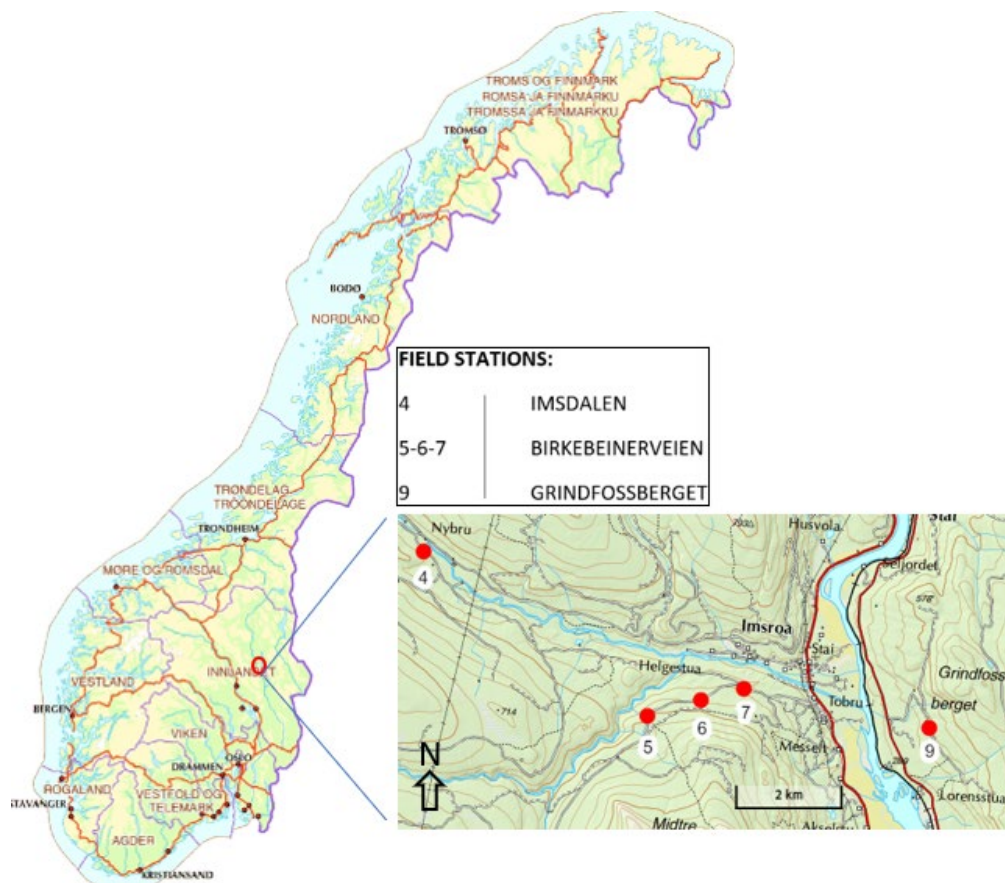 TROMS OG FINNMARK
ROMSA JA FINNMÁRKU
TROMSSA JA FINMARKKU
TROMSØ
BODØ
NORDLAND
FIELD STATIONS:
4 IMSDALEN
5-6-7 BIRKEBEINERVEIEN
9 GRINDFOSSBERGET
TRØNDELAG
TRÖÖNDELAGE
TRONDHEIM
MØRE OG ROMSDAL
INNLANDET
VESTLAND
BERGEN
VIKEN
OSLO
DRAMMEN
ROGALAND
VESTFOLD OG
TELEMARK
STAVANGER
AGDER
KRISTIANSAND
Nybru
Husvola
Stai
4
Seljordet
578
Imsroa
Stai
Helgestua
Grindfoss
berget
714
Tobru
7
6
5
9
Messelt
N
2 km
Lorensstua
Midtre